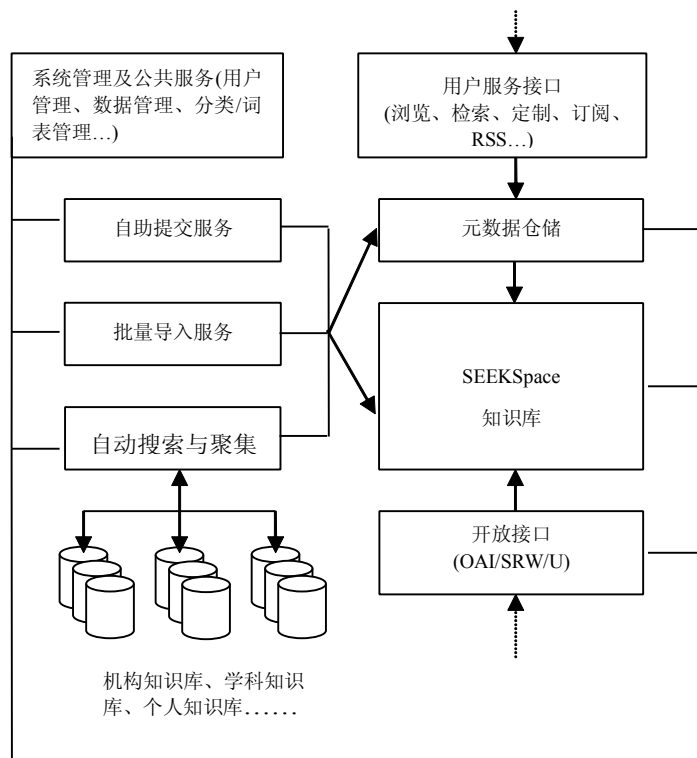 系统管理及公共服务(用户
管理、数据管理、分类/词
表管理…)
用户服务接口
(浏览、检索、定制、订阅、
RSS…)
自助提交服务
元数据仓储
批量导入服务
SEEKSpace
知识库
自动搜索与聚集
开放接口
(OAI/SRW/U)
机构知识库、学科知识
库、个人知识库……